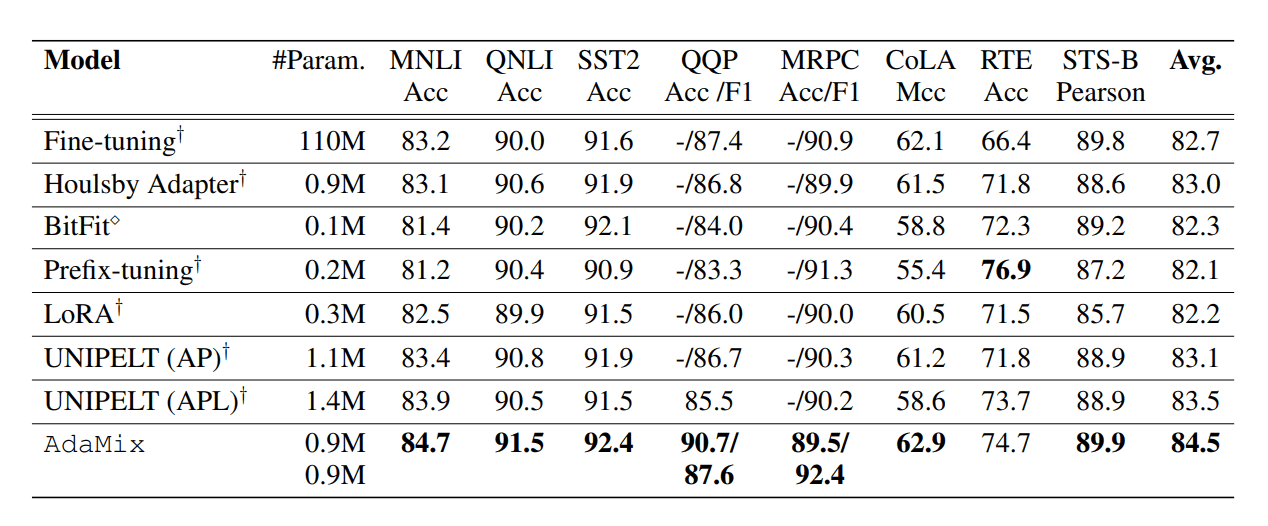 Model #Param. MNLI QNLI SST2 QQP MRPC CoLA RTE STS-B Avg.
Acc Acc Acc Acc /F1 Acc/F1 Mcc Acc Pearson
Fine-tuning† 110M 83.2 90.0 91.6 -/87.4 -/90.9 62.1 66.4 89.8 82.7
Houlsby Adapter† 0.9M 83.1 90.6 91.9 -/86.8 -/89.9 61.5 71.8 88.6 83.0
BitFit⋄ 0.1M 81.4 90.2 92.1 -/84.0 -/90.4 58.8 72.3 89.2 82.3
Prefix-tuning† 0.2M 81.2 90.4 90.9 -/83.3 -/91.3 55.4 76.9 87.2 82.1
LoRA† 0.3M 82.5 89.9 91.5 -/86.0 -/90.0 60.5 71.5 85.7 82.2
UNIPELT (AP)† 1.1M 83.4 90.8 91.9 -/86.7 -/90.3 61.2 71.8 88.9 83.1
UNIPELT (APL)† 1.4M 83.9 90.5 91.5 85.5 -/90.2 58.6 73.7 88.9 83.5
AdaMix 0.9M 84.7 91.5 92.4 90.7/ 89.5/ 62.9 74.7 89.9 84.5
0.9M 87.6 92.4